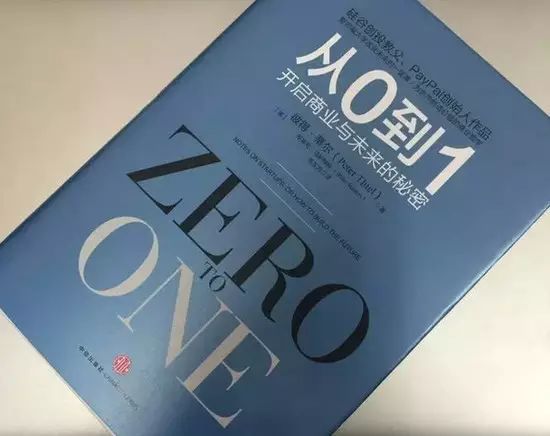 硅谷创投教父、PayPal创始人作品
从0到1
开启商业与未来的秘密
[美] 彼得·蒂尔 (Peter Thiel)
NOTES ON STARTUPS, OR HOW TO BUILD THE FUTURE
ZERO
TO
ONE
中信出版社